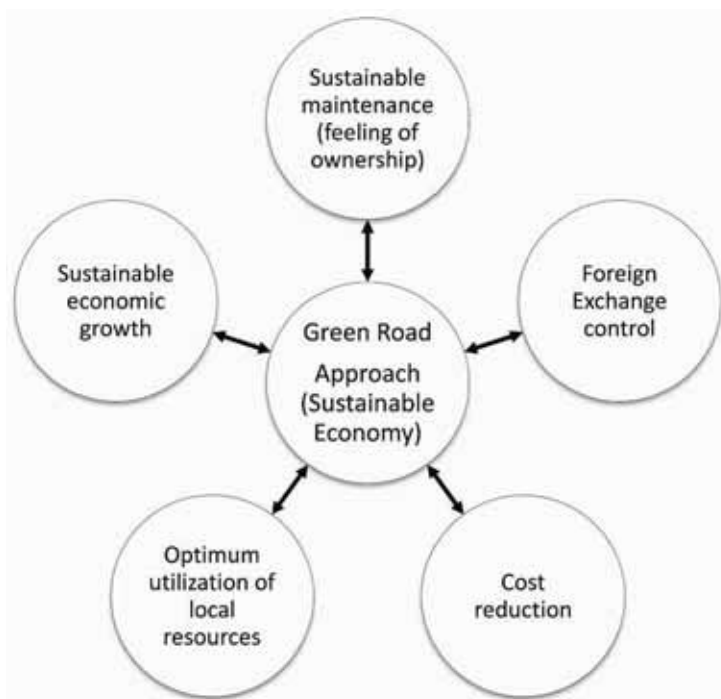 Sustainable
maintenance
(feeling of
ownership)
Sustainable
economic
growth
Foreign
Exchange
control
Green Road
Approach
(Sustainable
Economy)
Optimum
utilization of
local
resources
Cost
reduction